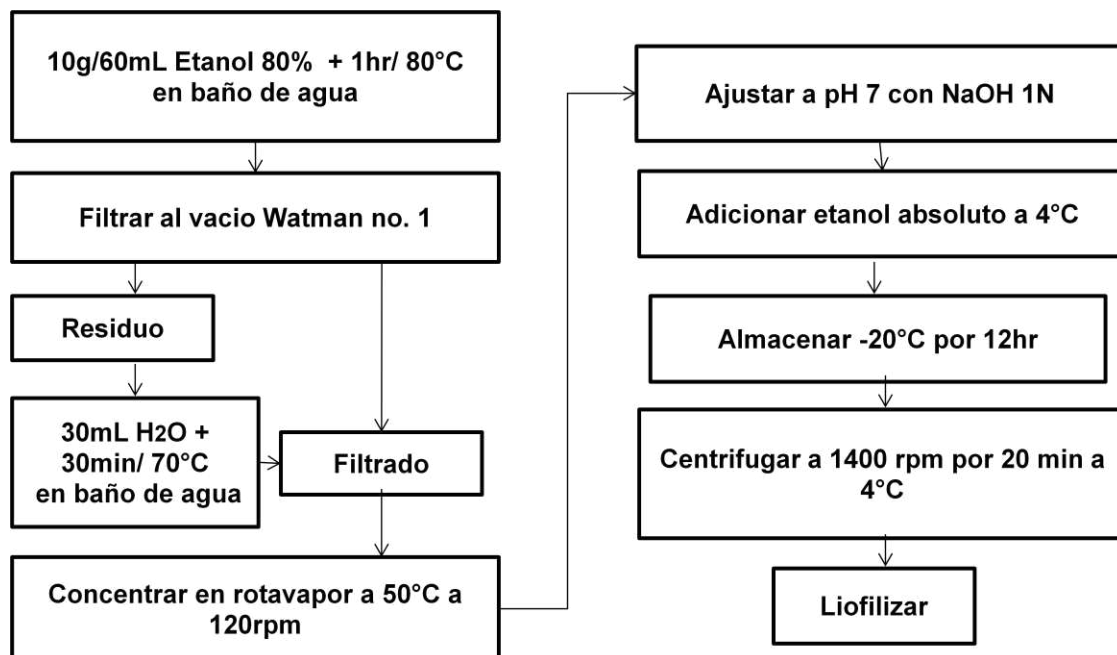 10g/60mL Etanol 80% + 1hr/ 80°C
en baño de agua
Filtrar al vacio Watman no. 1
Residuo
30mL H2O +
30min/ 70°C
en baño de agua
Filtrado
Concentrar en rotavapor a 50°C a
120rpm
Ajustar a pH 7 con NaOH 1N
Adicionar etanol absoluto a 4°C
Almacenar -20°C por 12hr
Centrifugar a 1400 rpm por 20 min a
4°C
Liofilizar